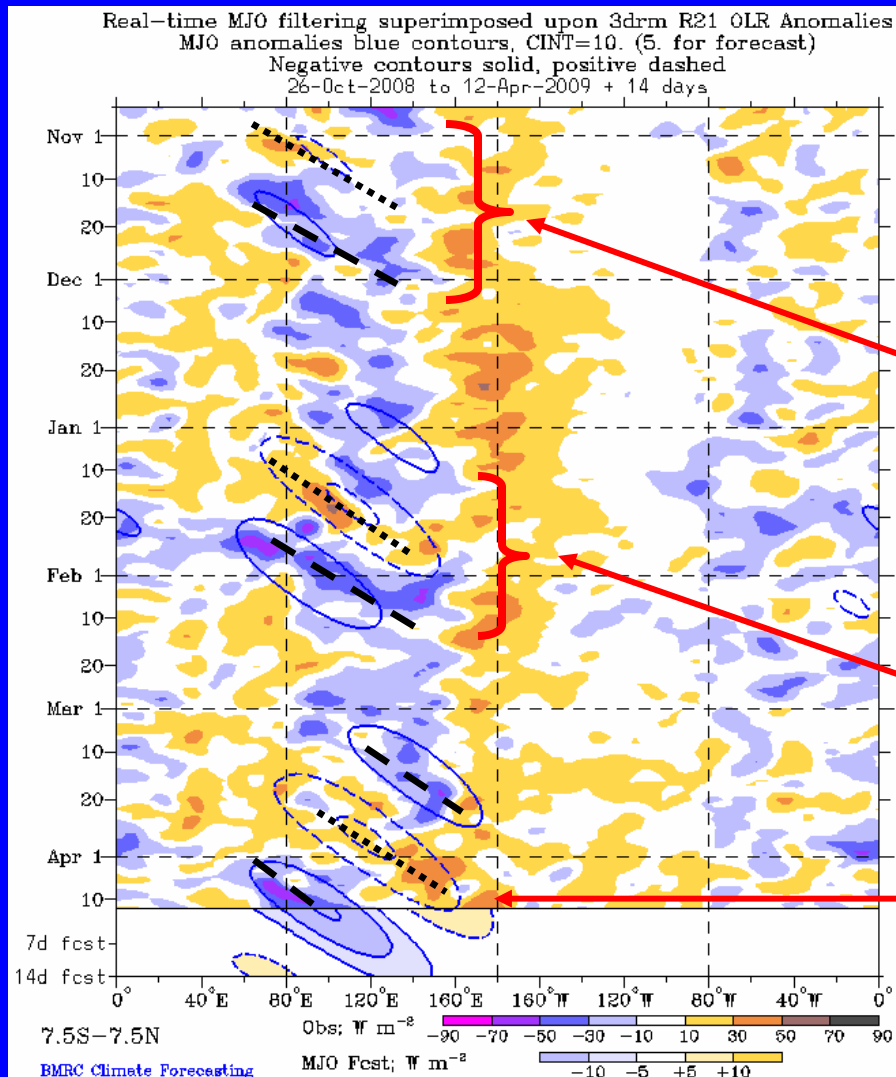 Real-time MJO filtering superimposed upon 3drm R21 OLR Anomalies
MJO anomalies blue contours, CINT=10. (5. for forecast)
Negative contours solid, positive dashed
26-Oct-2008 to 12-Apr-2009 + 14 days
Nov 1
10
20
Dec 1
10
20
Jan 1
10
20
Feb 1
10
20
Mar 1
10
20
Apr 1
10
7d fcst
14d fcst
0° 40°E 80°E 120°E 160°E 160°W 120°W 80°W 40°W 0°
7.5S-7.5N
Obs; W m⁻²
-90 -70 -50 -30 -10 10 30 50 70 90
MJO Fcst; W m⁻²
-10 -5 +5 +10
BMRC Climate Forecasting